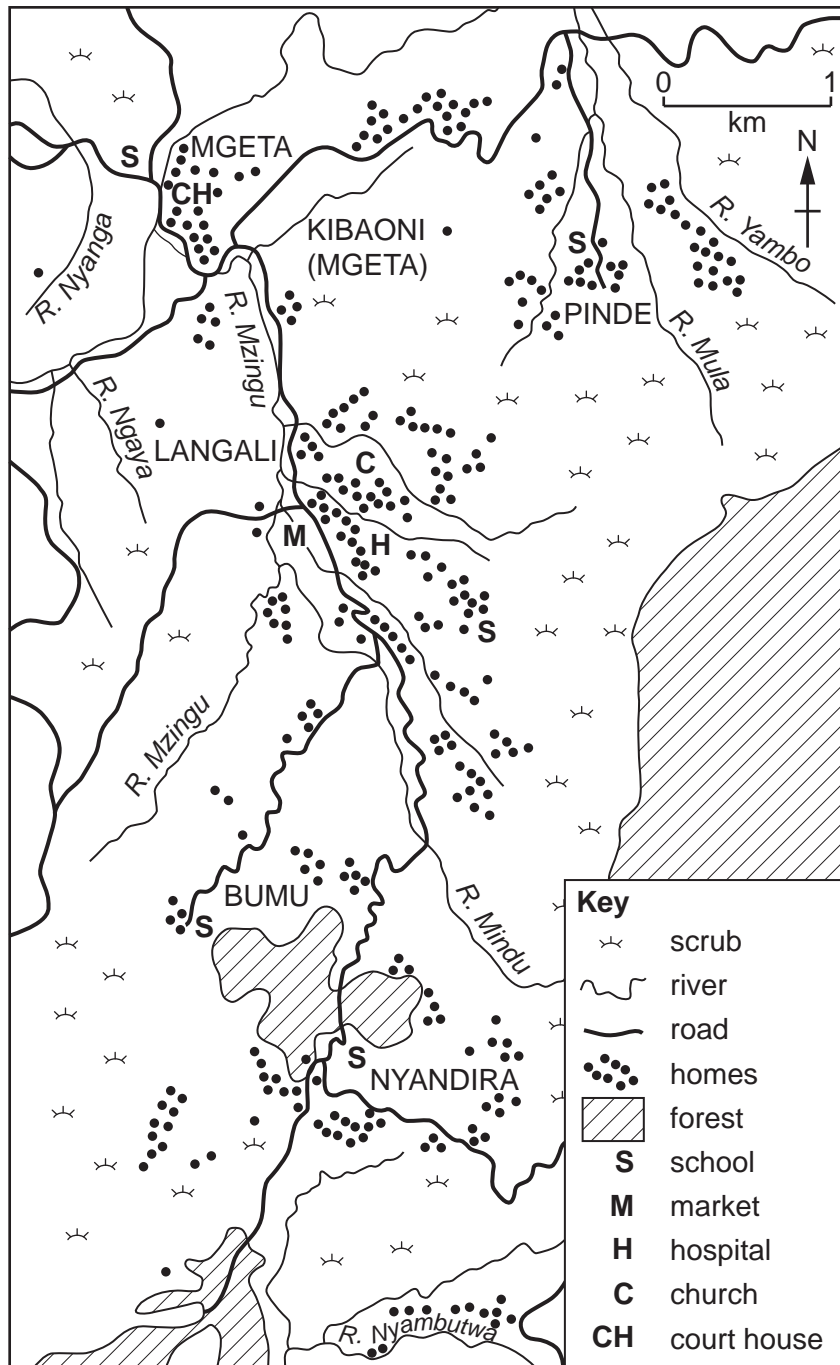 0 1
km
N
S
MGETA
CH
R. Nyanga
KIBAONI
(MGETA)
S
PINDE
R. Yambo
R. Mula
R. Mzingu
R. Ngaya
LANGALI
C
M
H
S
R. Mzingu
BUMU
S
R. Mindu
S
NYANDIRA
R. Nyambutwa
Key
scrub
river
road
homes
forest
S school
M market
H hospital
C church
CH court house